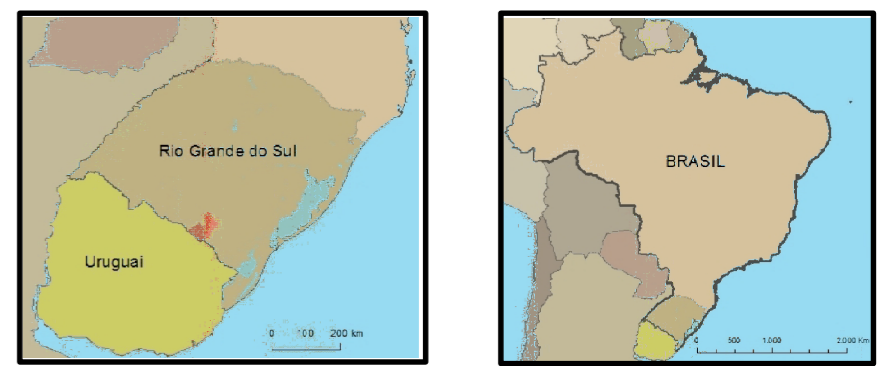 Rio Grande do Sul
Uruguai
0 100 200 km
BRASIL
0 500 1.000 2.000 Km